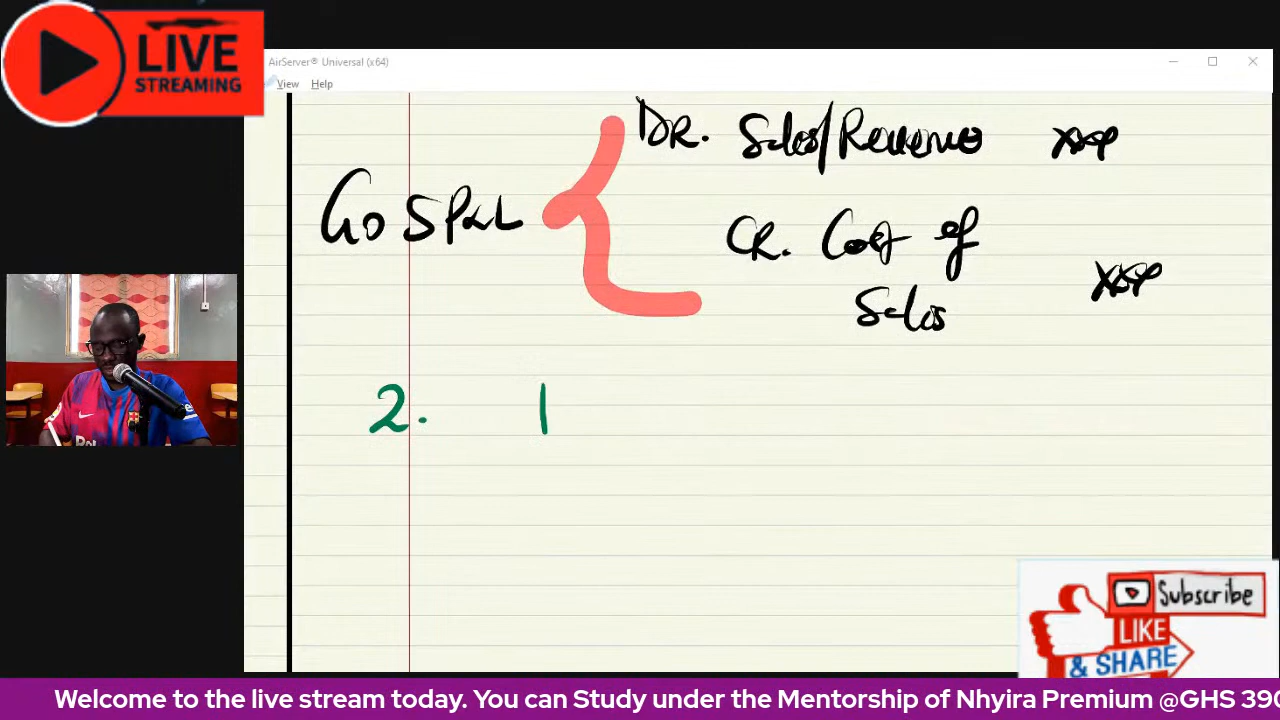 LIVE
STREAMING
AirServer® Universal (x64)
View Help
DR. Sales/Revenue xxx
GoSPRL
CR. Cost of
Sales xxx
2. 1
Subscribe
LIKE
& SHARE
Welcome to the live stream today. You can Study under the Mentorship of Nhyira Premium @GHS 390